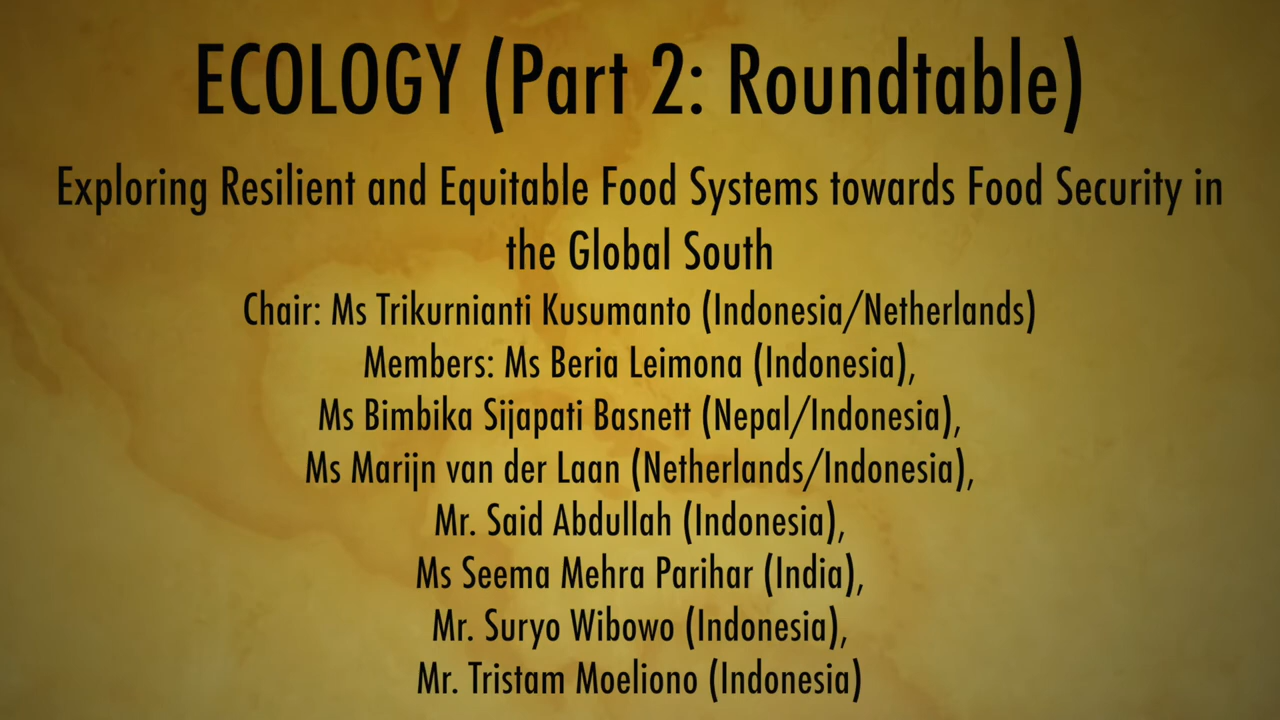 ECOLOGY (Part 2: Roundtable)
Exploring Resilient and Equitable Food Systems towards Food Security in
the Global South
Chair: Ms Trikurnianti Kusumanto (Indonesia/Netherlands)
Members: Ms Beria Leimona (Indonesia),
Ms Bimbika Sijapati Basnett (Nepal/Indonesia),
Ms Marijn van der Laan (Netherlands/Indonesia),
Mr. Said Abdullah (Indonesia),
Ms Seema Mehra Parihar (India),
Mr. Suryo Wibowo (Indonesia),
Mr. Tristam Moeliono (Indonesia)